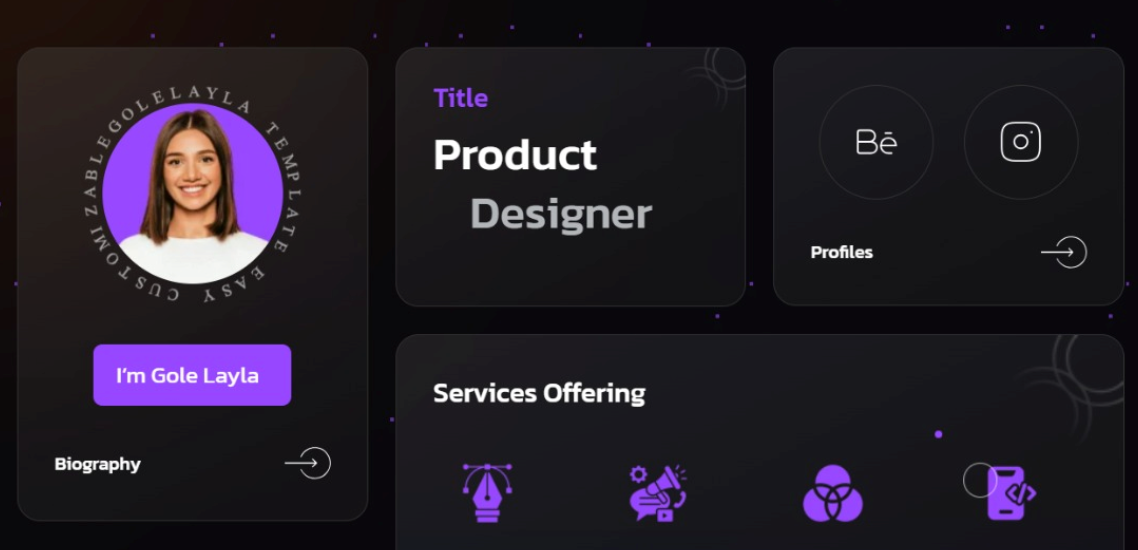 GOLELAYLA TEMPLATE EASY CUSTOMIZABLE
I'm Gole Layla
Biography
Title
Product
Designer
Bē
Profiles
Services Offering